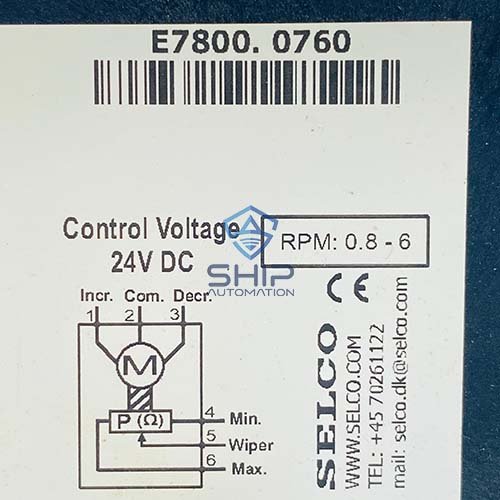 E7800. 0760
Control Voltage
24V DC
RPM: 0.8 - 6
SHIP
AUTOMATION
Incr. Com. Decr.
1 2 3
M
P (Ω)
4 Min.
5 Wiper
6 Max.
CE
SELCO
WWW.SELCO.COM
TEL: +45 70261122
mail: selco.dk@selco.com